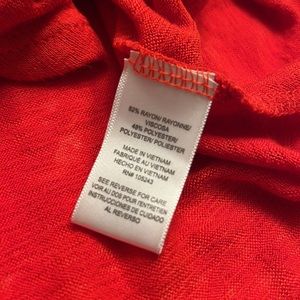 52% RAYON/ RAYONNE/
VISCOSA
48% POLYESTER/
POLYESTER/ POLIESTER
MADE IN VIETNAM
FABRIQUÉ AU VIETNAM
HECHO EN VIETNAM
RN# 105243
SEE REVERSE FOR CARE
VOIR AU DOS POUR L'ENTRETIEN
INSTRUCCIONES DE CUIDADO
AL REVERSO